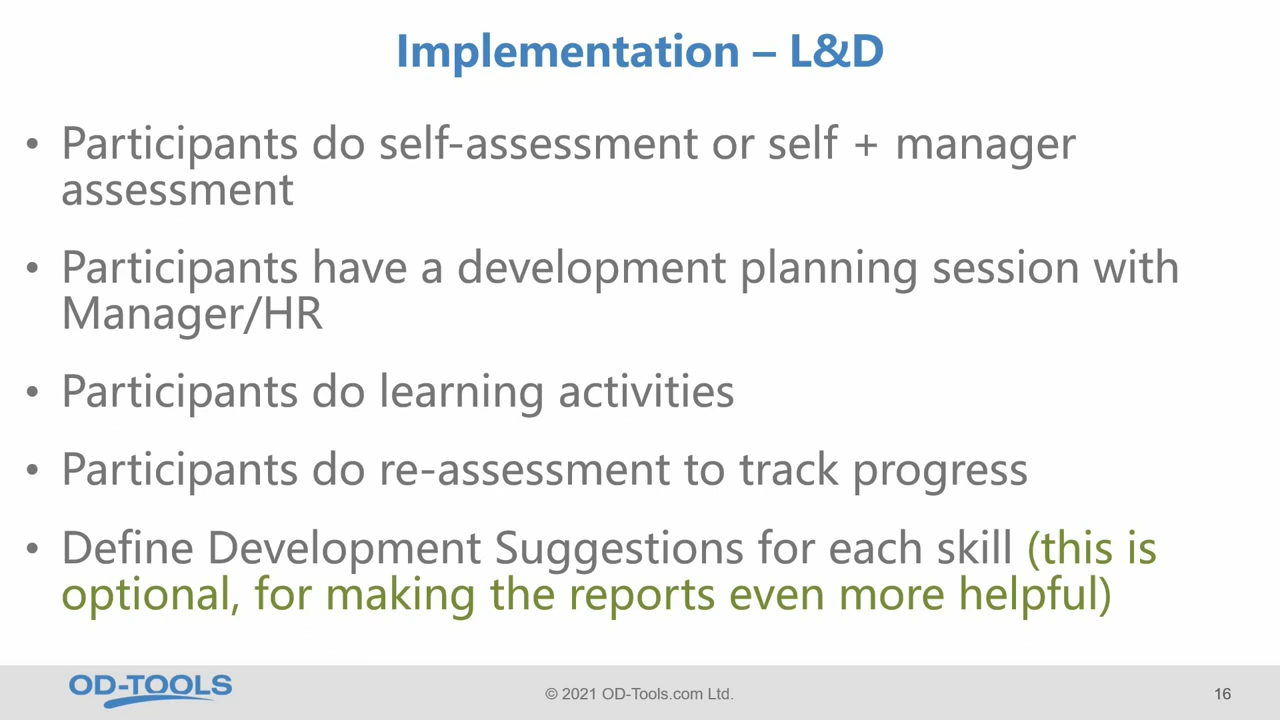 Implementation – L&D
• Participants do self-assessment or self + manager
assessment
• Participants have a development planning session with
Manager/HR
• Participants do learning activities
• Participants do re-assessment to track progress
• Define Development Suggestions for each skill (this is
optional, for making the reports even more helpful)
OD-TOOLS
© 2021 OD-Tools.com Ltd.
16